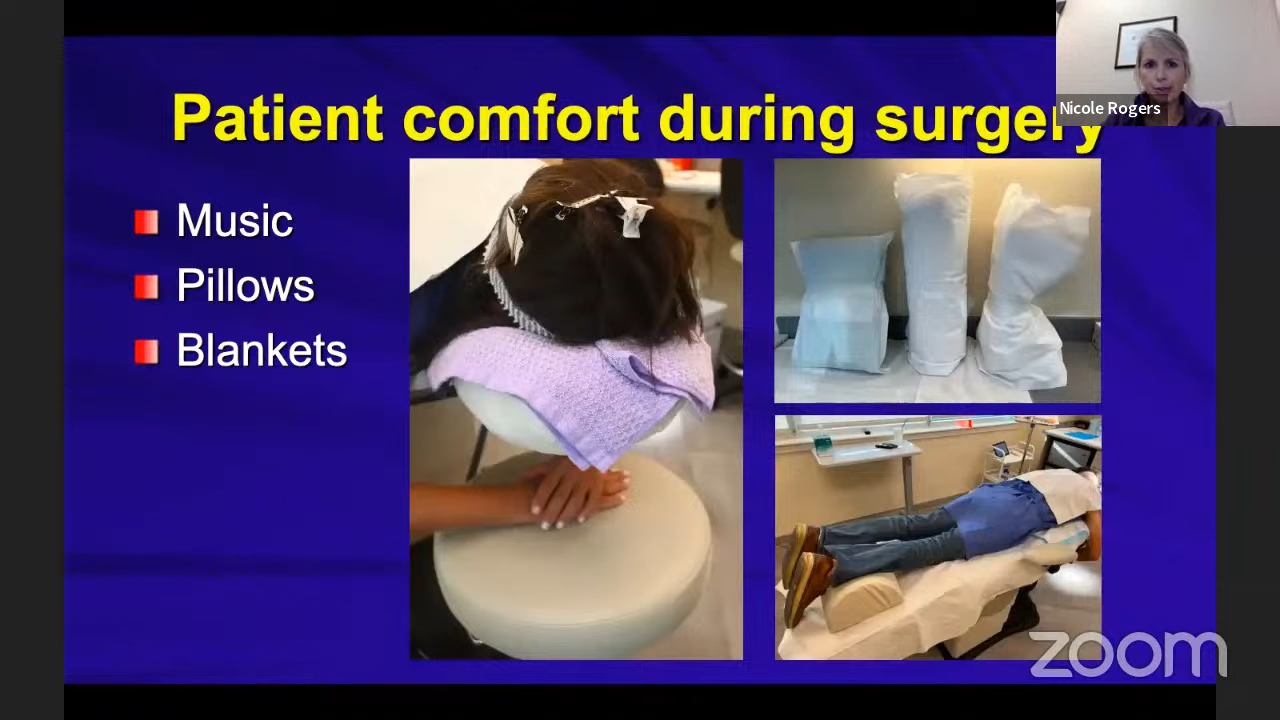 Patient comfort during surgery
Nicole Rogers
Music
Pillows
Blankets
zoom